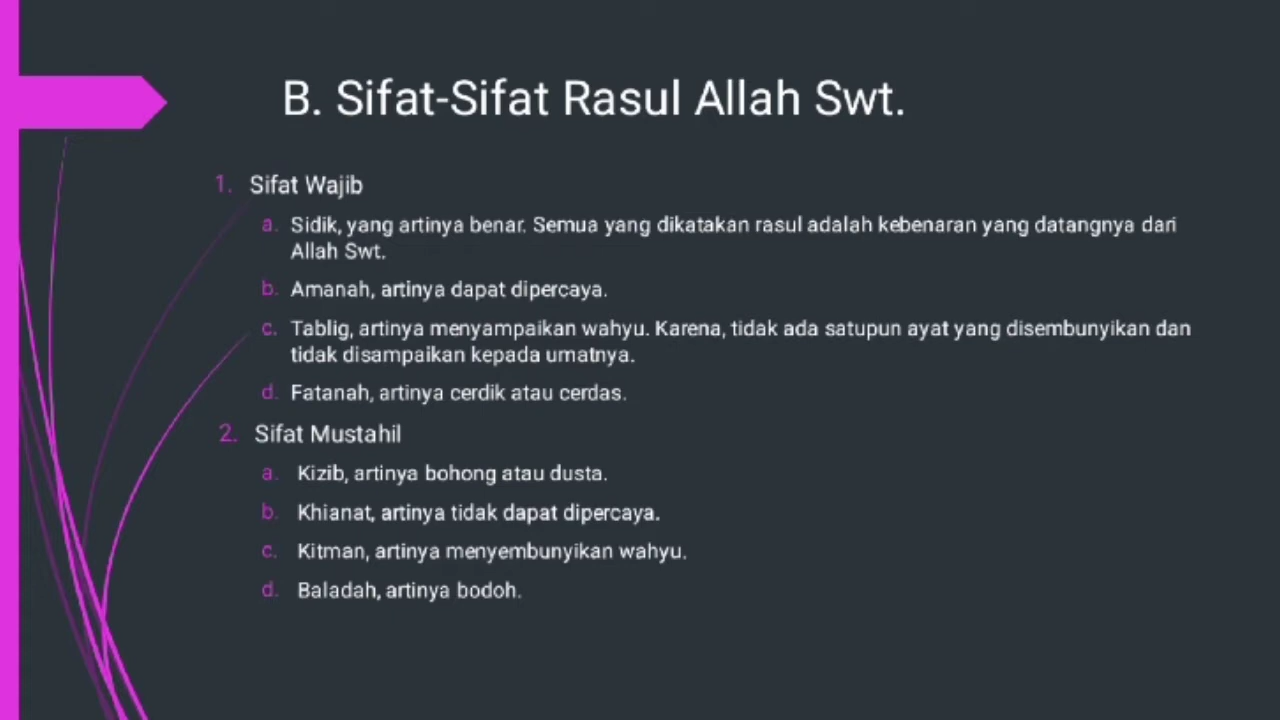 B. Sifat-Sifat Rasul Allah Swt.
1. Sifat Wajib
a. Sidik, yang artinya benar. Semua yang dikatakan rasul adalah kebenaran yang datangnya dari
Allah Swt.
b. Amanah, artinya dapat dipercaya.
c. Tablig, artinya menyampaikan wahyu. Karena, tidak ada satupun ayat yang disembunyikan dan
tidak disampaikan kepada umatnya.
d. Fatanah, artinya cerdik atau cerdas.
2. Sifat Mustahil
a. Kizib, artinya bohong atau dusta.
b. Khianat, artinya tidak dapat dipercaya.
c. Kitman, artinya menyembunyikan wahyu.
d. Baladah, artinya bodoh.